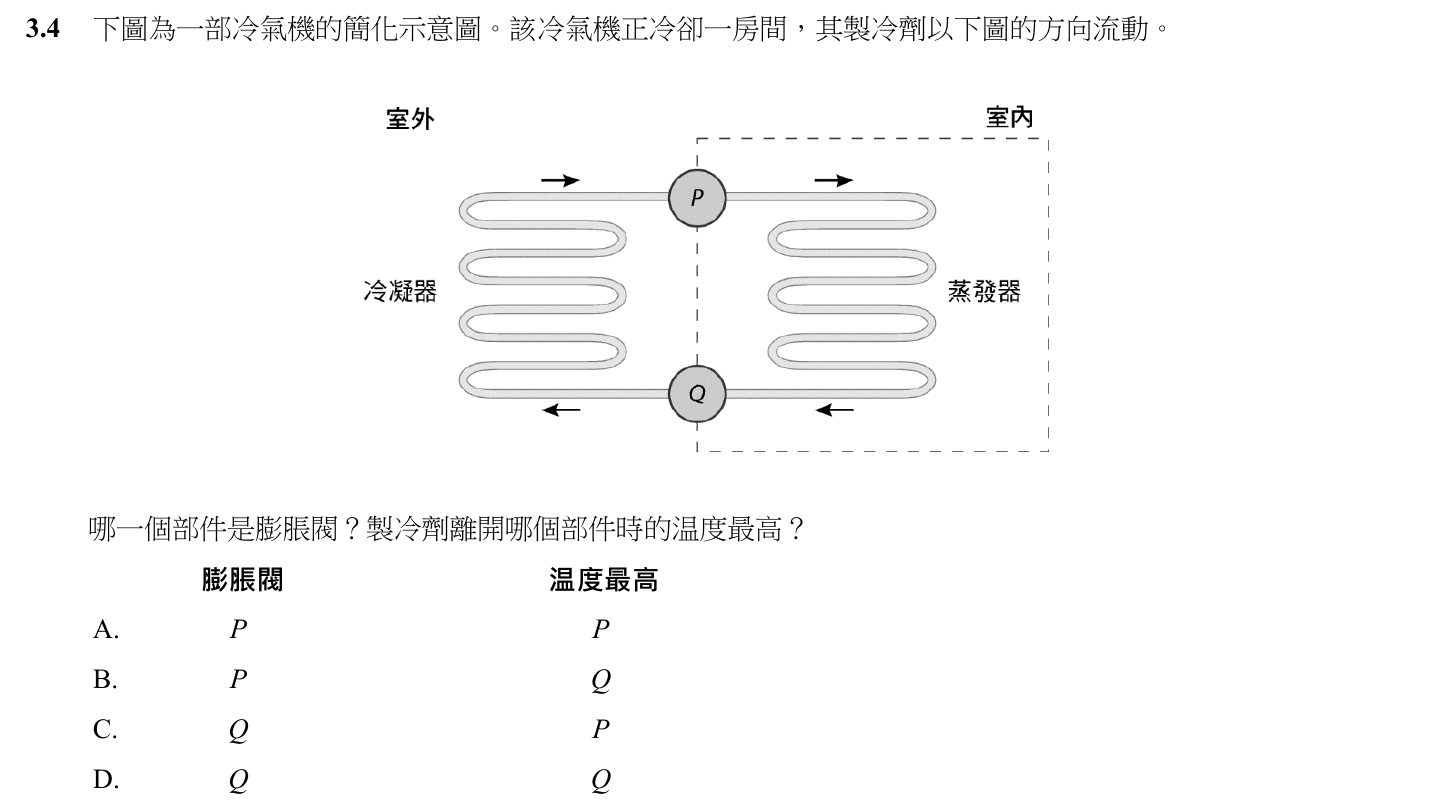 3.4 下圖為一部冷氣機的簡化示意圖。該冷氣機正冷卻一房間，其製冷劑以下圖的方向流動。
室外 室內
P
冷凝器 蒸發器
Q
哪一個部件是膨脹閥？製冷劑離開哪個部件時的温度最高？
膨脹閥 温度最高
A. P P
B. P Q
C. Q P
D. Q Q